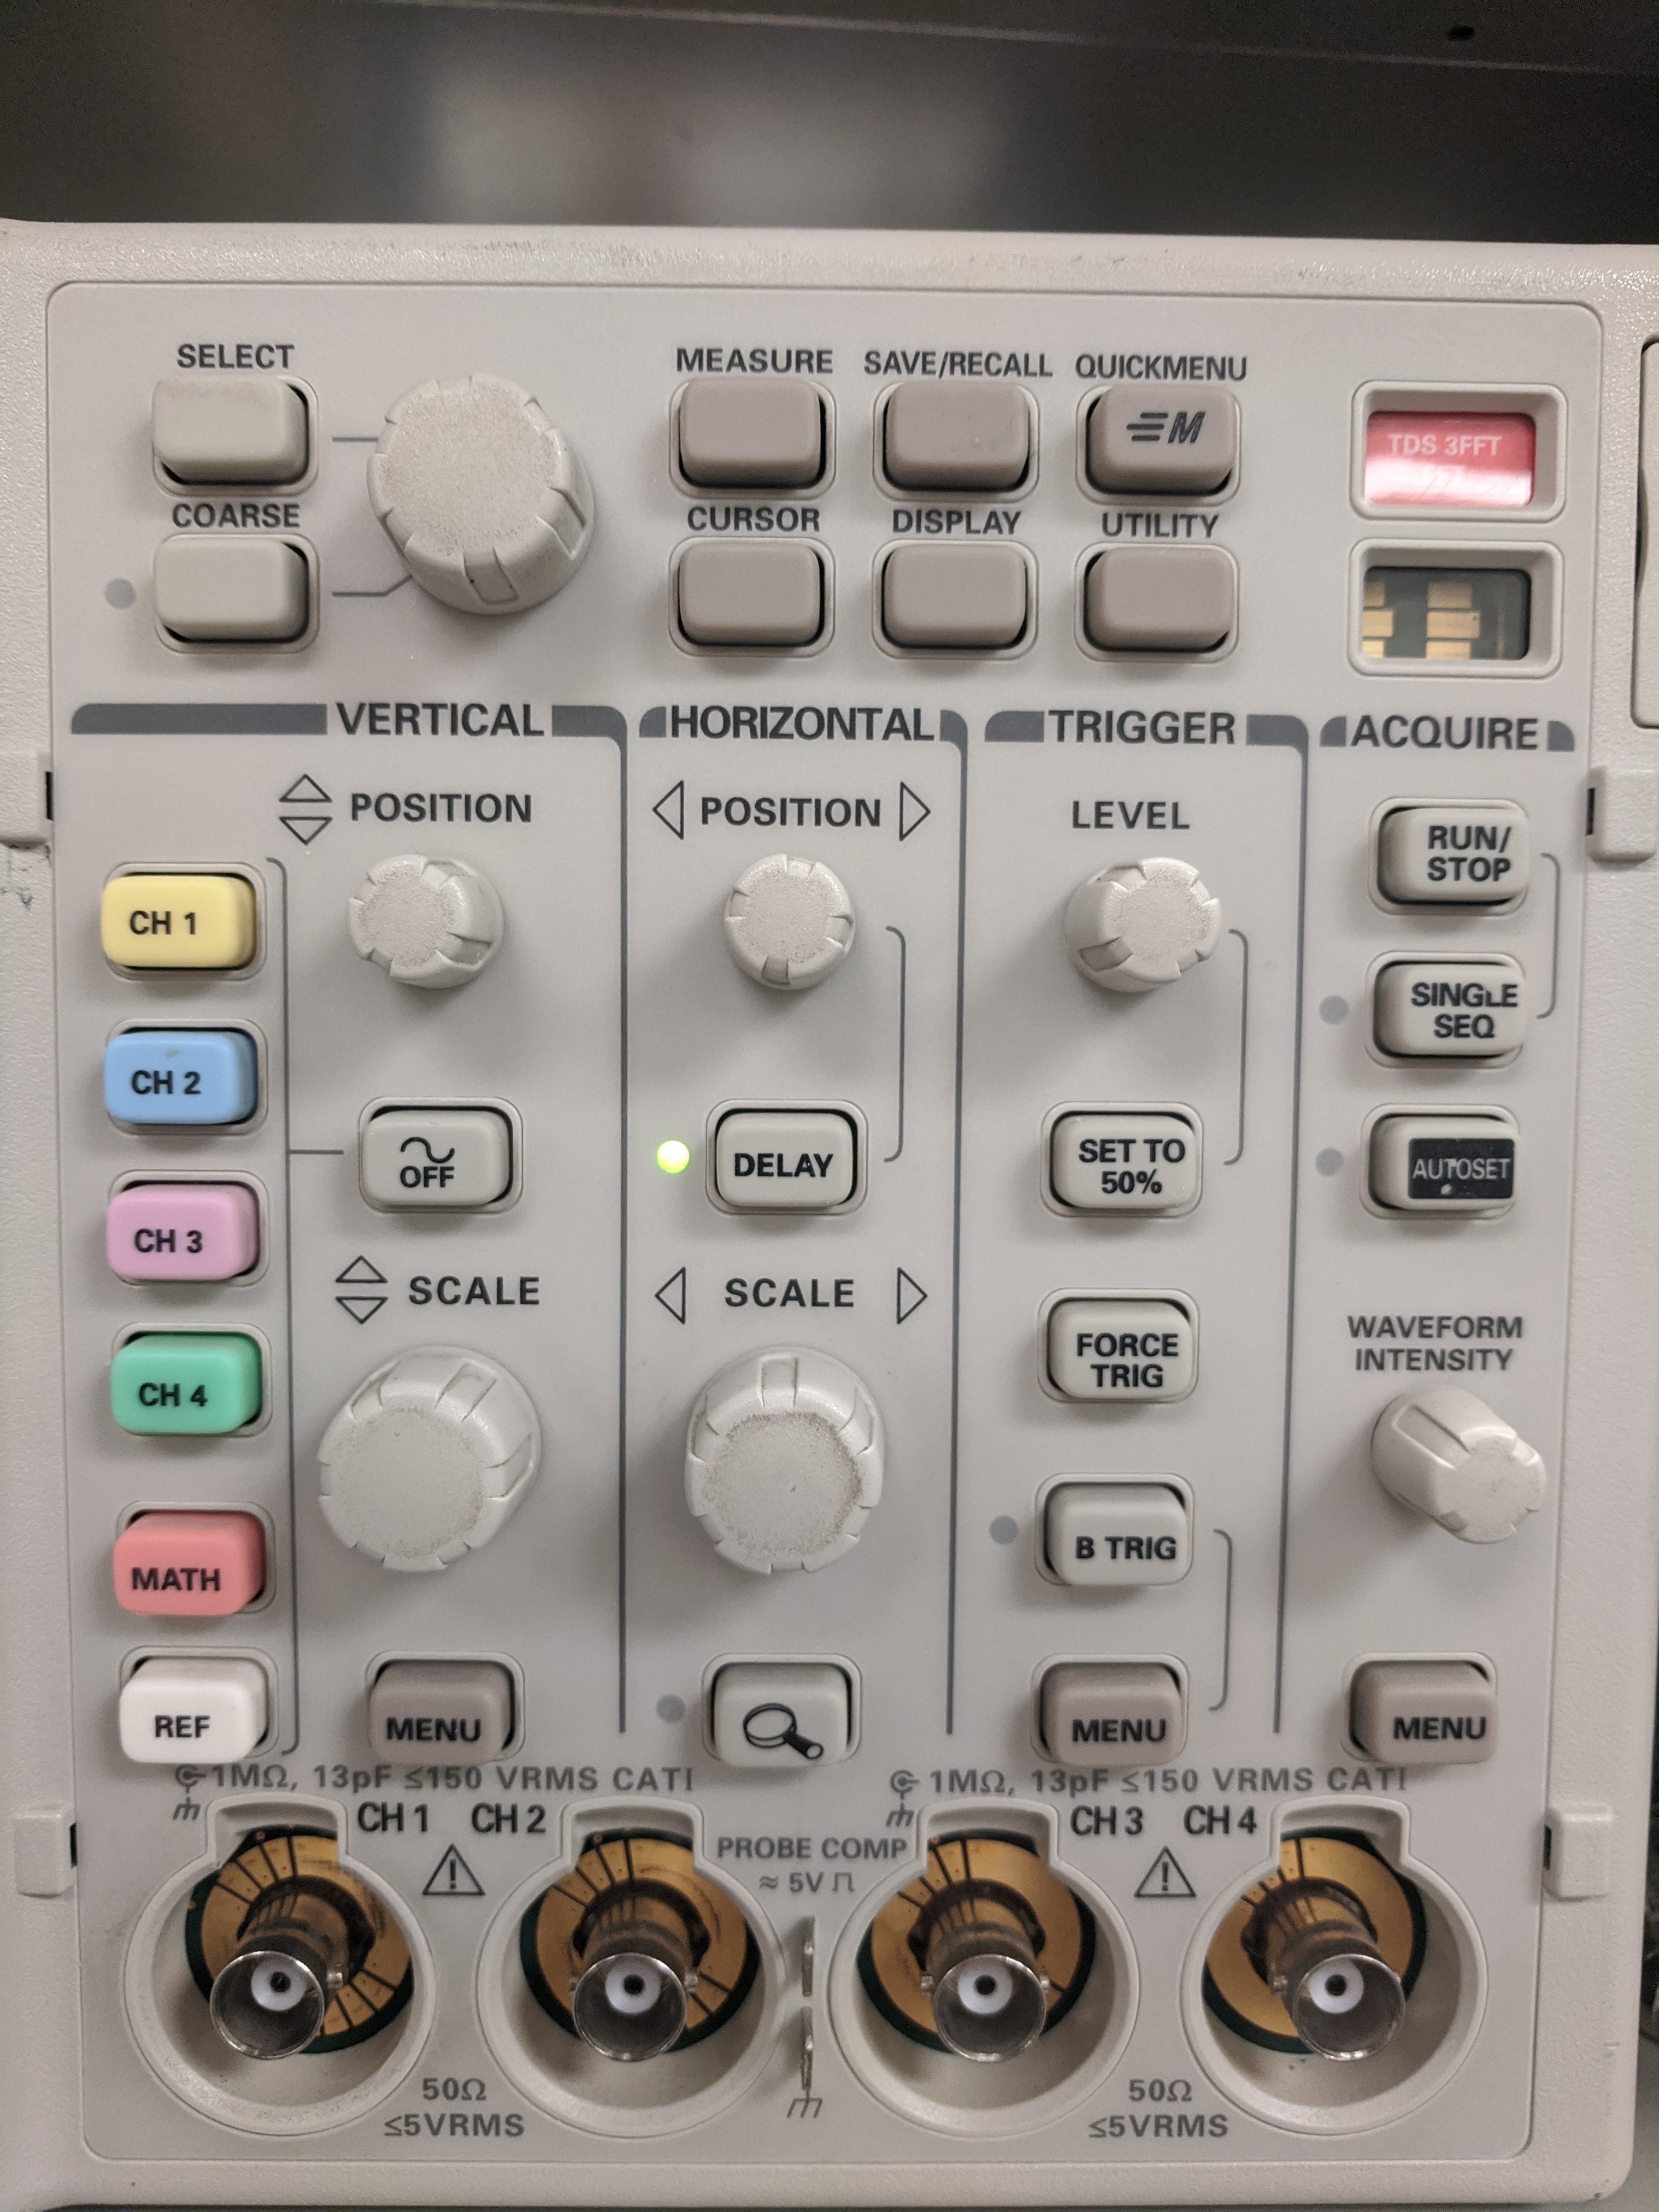 SELECT
MEASURE SAVE/RECALL QUICKMENU
M
TDS 3FFT
COARSE
CURSOR DISPLAY UTILITY
VERTICAL
HORIZONTAL
TRIGGER
ACQUIRE
POSITION
POSITION
LEVEL
RUN/
STOP
CH 1
SINGLE
SEQ
CH 2
OFF
DELAY
SET TO
50%
AUTOSET
CH 3
SCALE
SCALE
FORCE
TRIG
WAVEFORM
INTENSITY
CH 4
B TRIG
MATH
REF
MENU
MENU
MENU
1MΩ, 13pF ≤150 VRMS CAT I
1MΩ, 13pF ≤150 VRMS CAT I
CH 1 CH 2
CH 3 CH 4
PROBE COMP
≈ 5V
50Ω
≤5VRMS
50Ω
≤5VRMS